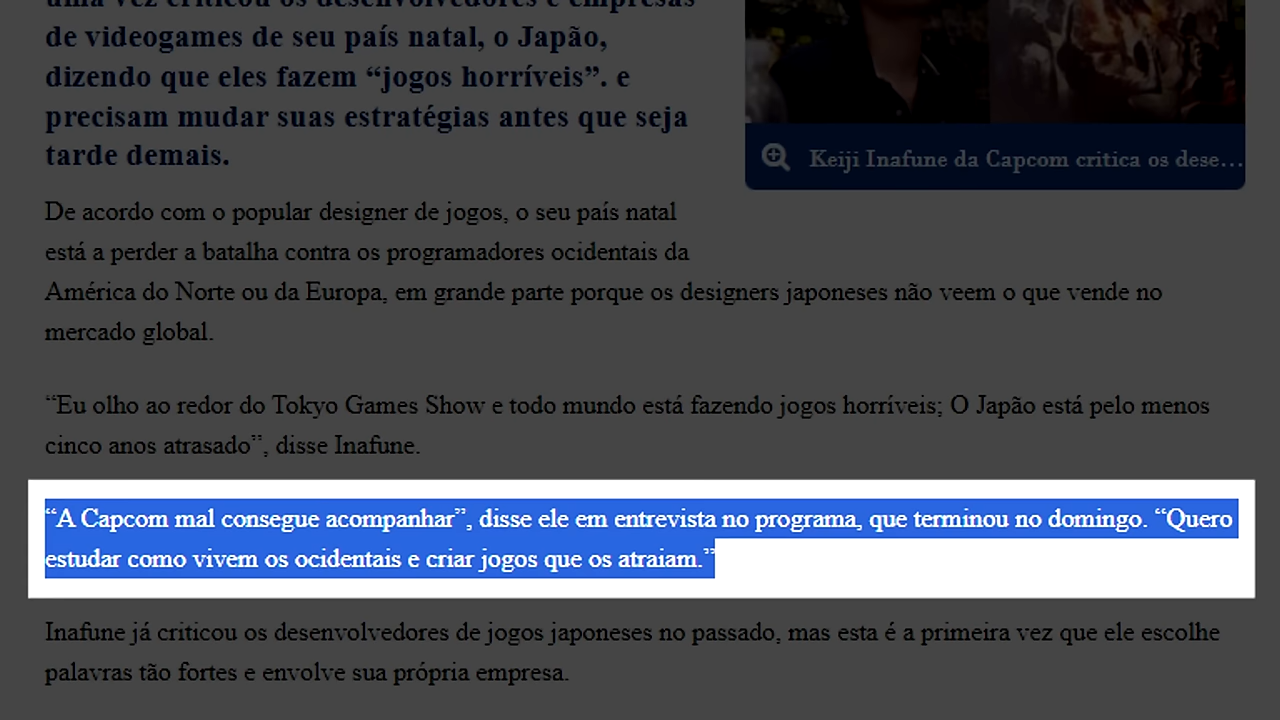 uma vez criticou os desenvolvedores e empresas
de videogames de seu país natal, o Japão,
dizendo que eles fazem “jogos horríveis”. e
precisam mudar suas estratégias antes que seja
tarde demais.
Keiji Inafune da Capcom critica os dese...
De acordo com o popular designer de jogos, o seu país natal
está a perder a batalha contra os programadores ocidentais da
América do Norte ou da Europa, em grande parte porque os designers japoneses não veem o que vende no
mercado global.
“Eu olho ao redor do Tokyo Games Show e todo mundo está fazendo jogos horríveis; O Japão está pelo menos
cinco anos atrasado”, disse Inafune.
“A Capcom mal consegue acompanhar”, disse ele em entrevista no programa, que terminou no domingo. “Quero
estudar como vivem os ocidentais e criar jogos que os atraiam.”
Inafune já criticou os desenvolvedores de jogos japoneses no passado, mas esta é a primeira vez que ele escolhe
palavras tão fortes e envolve sua própria empresa.